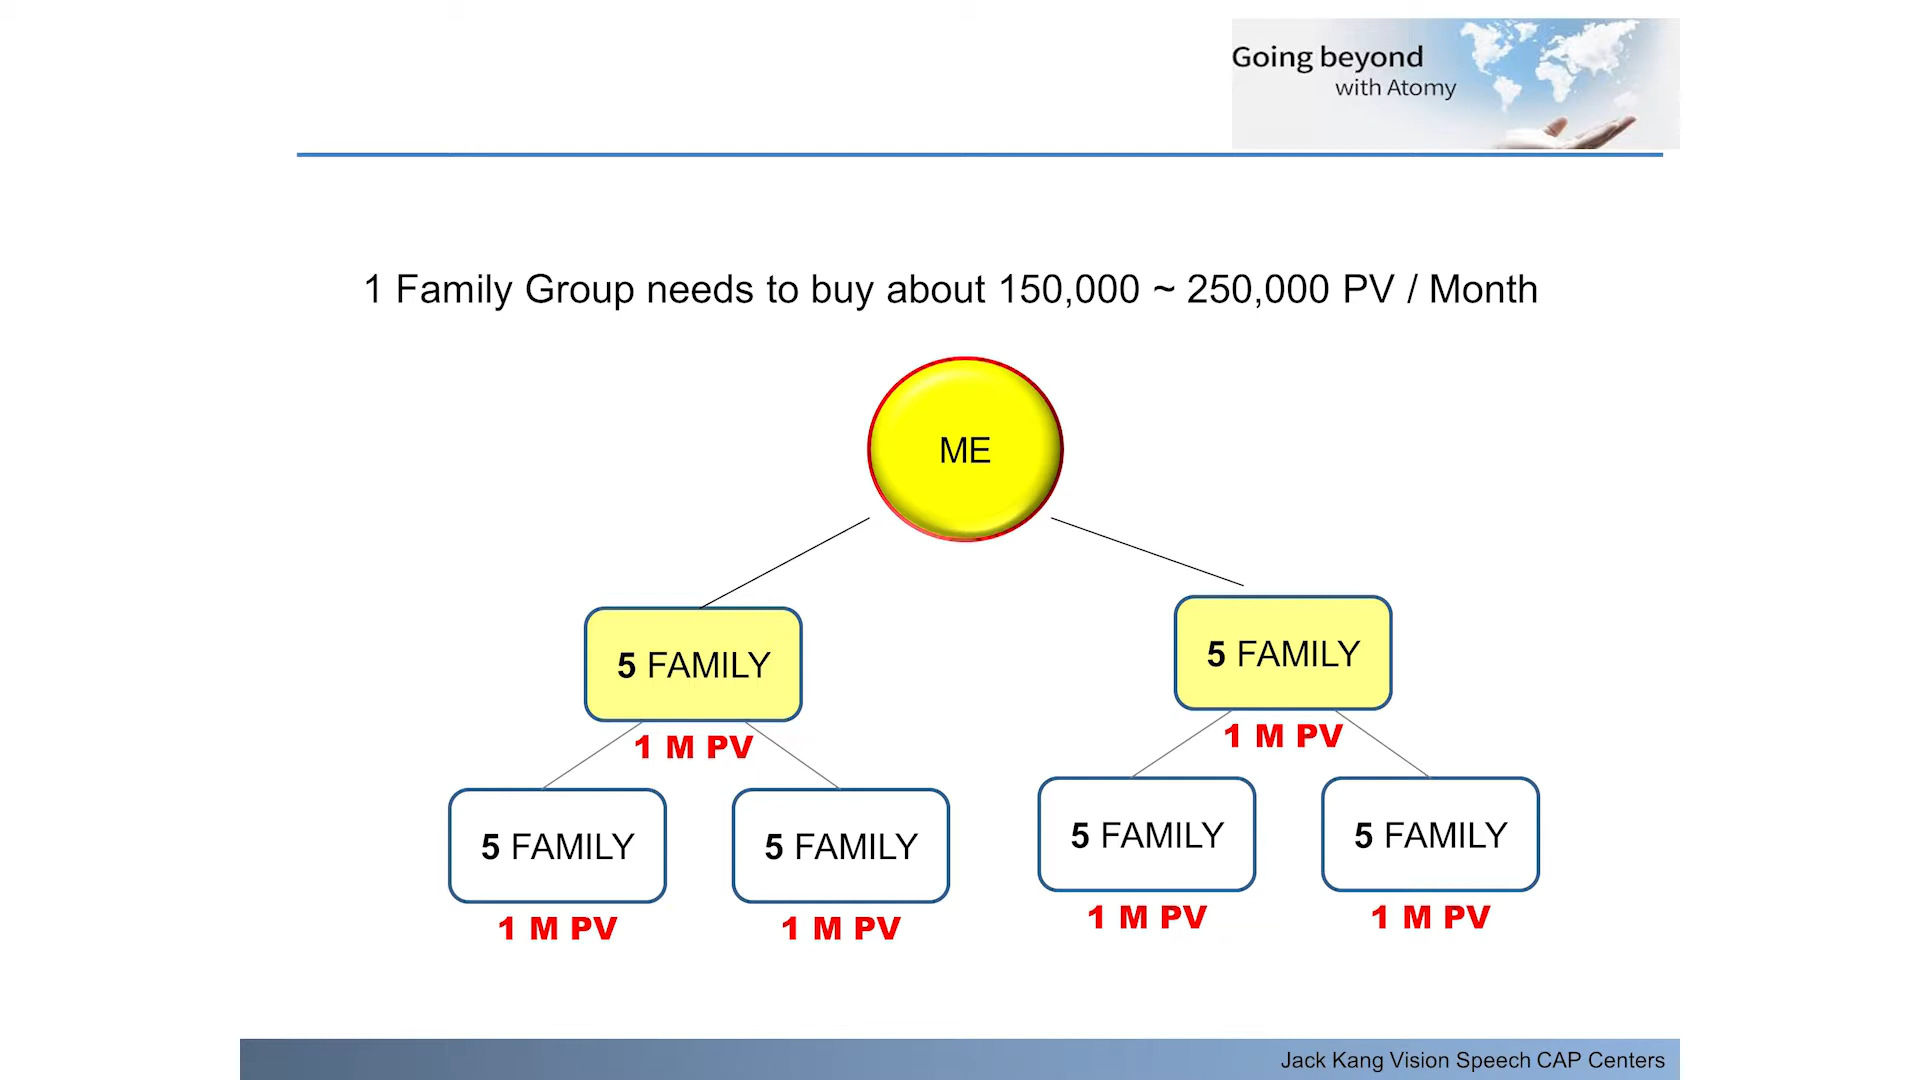 Going beyond
with Atomy
1 Family Group needs to buy about 150,000 ~ 250,000 PV / Month
ME
5 FAMILY
5 FAMILY
1 M PV
1 M PV
5 FAMILY
5 FAMILY
5 FAMILY
5 FAMILY
1 M PV
1 M PV
1 M PV
1 M PV
Jack Kang Vision Speech CAP Centers